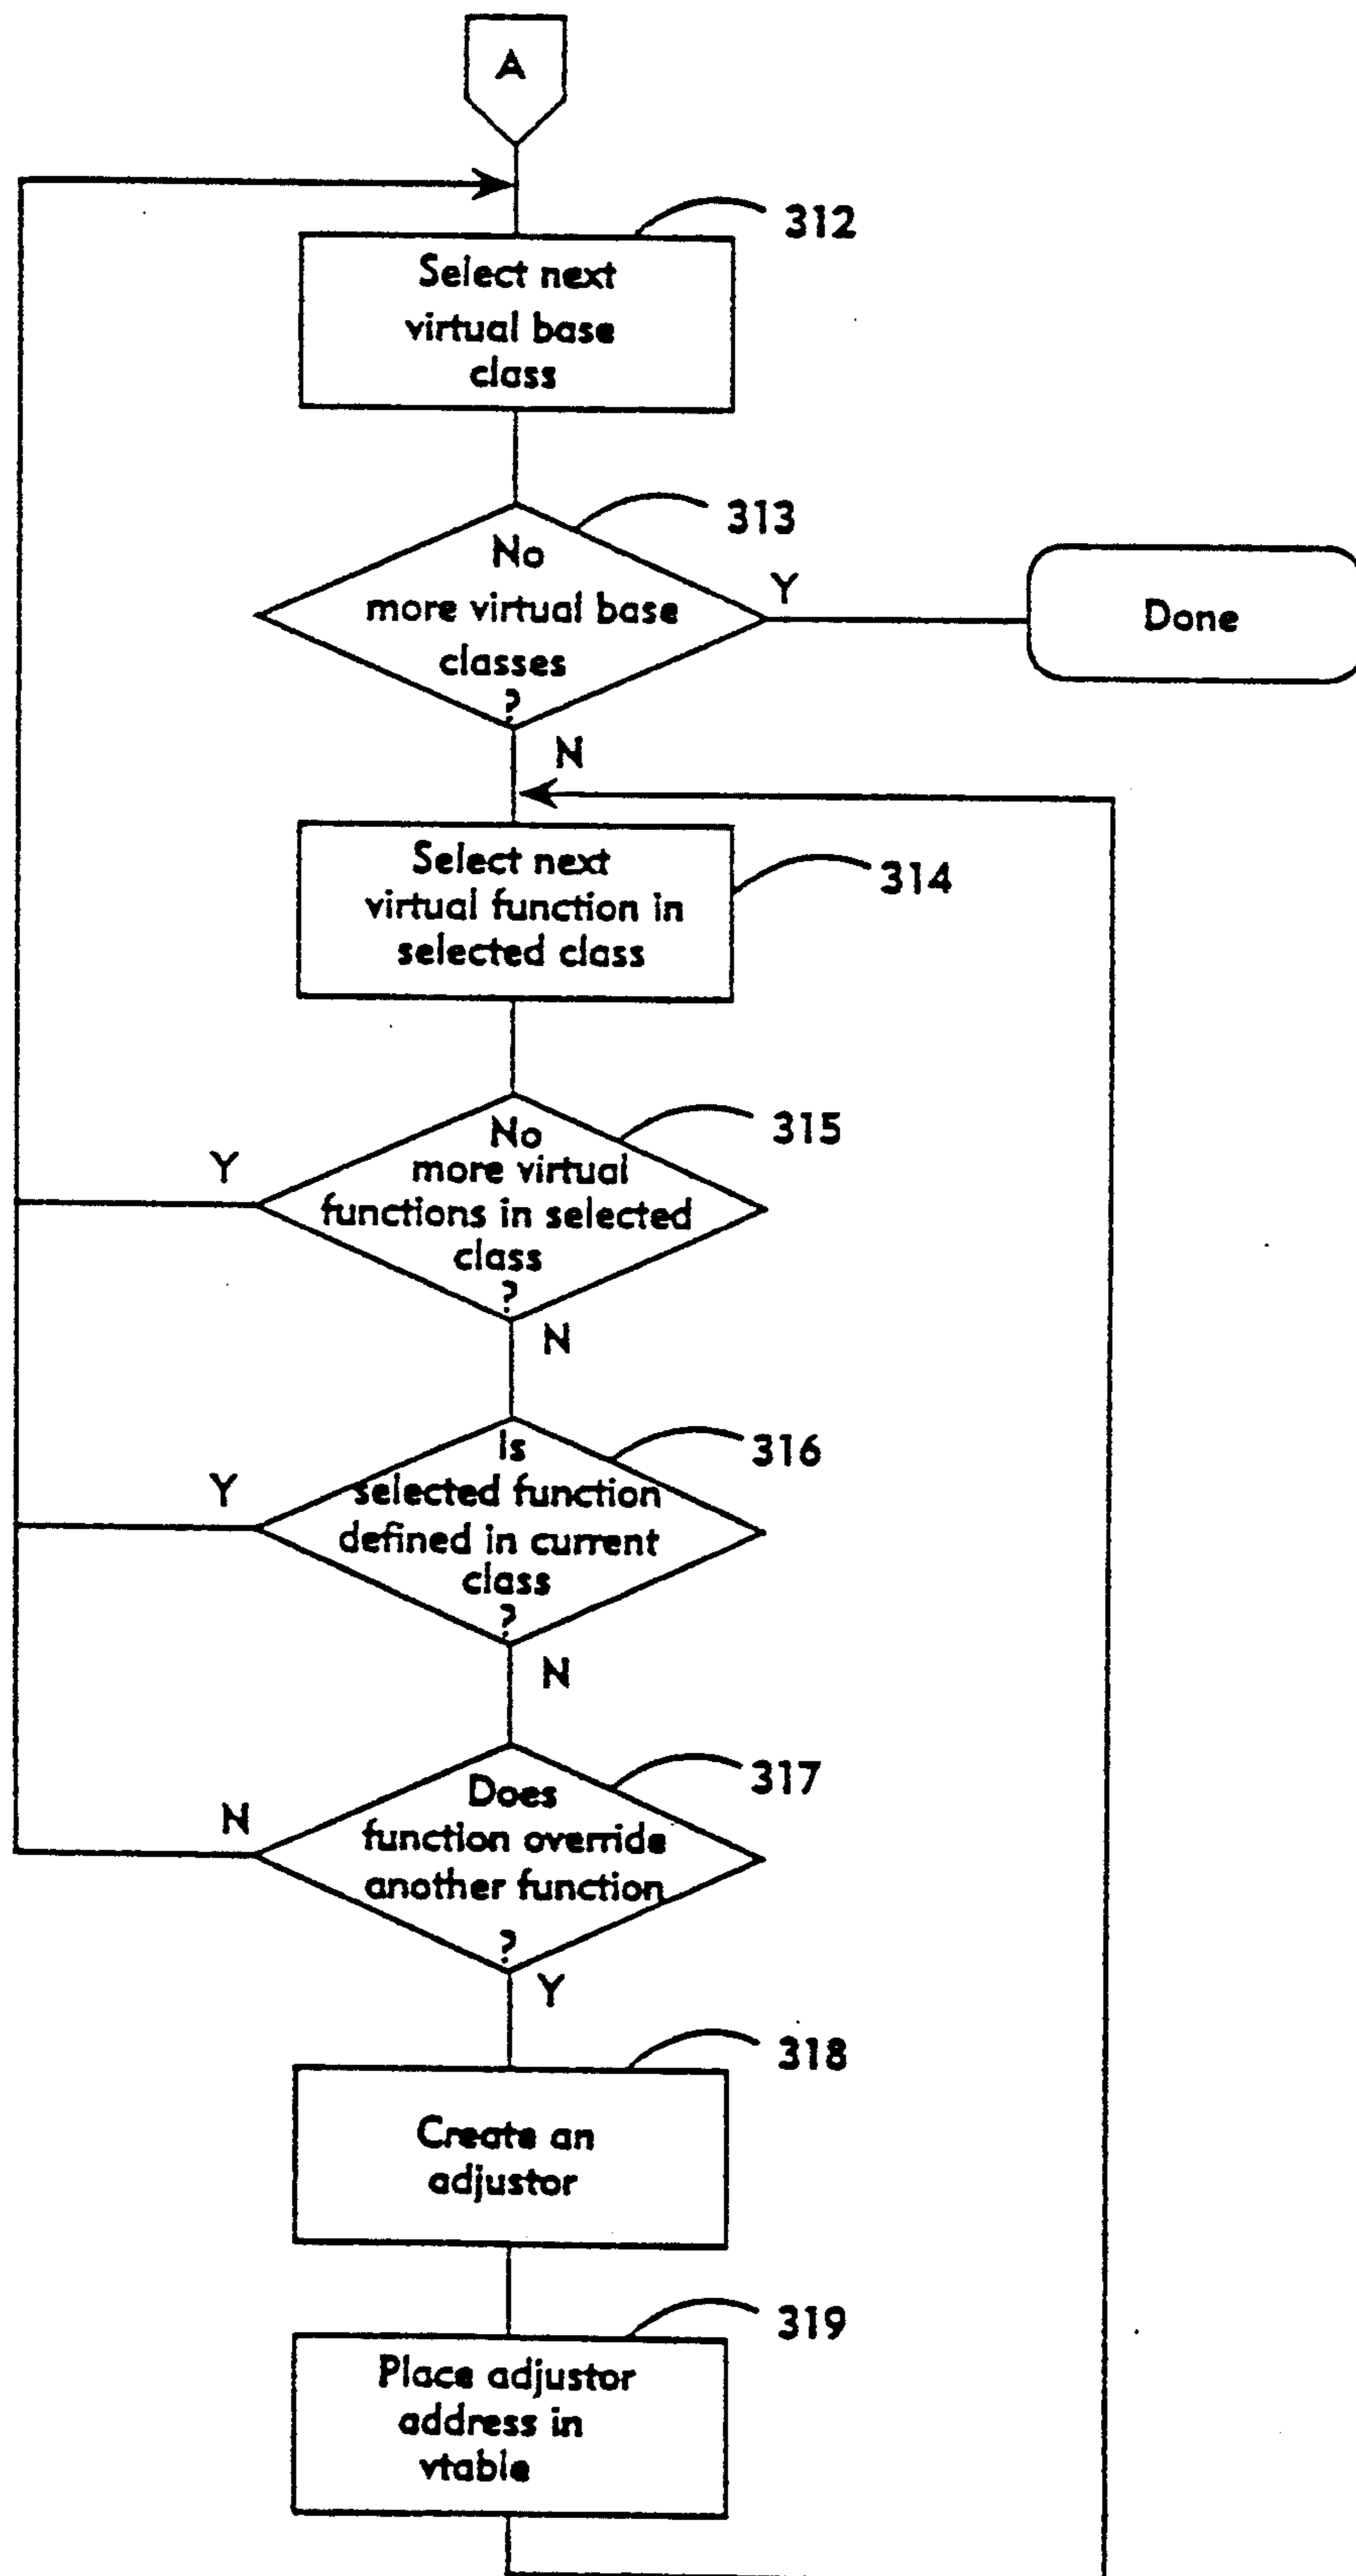 A
312
Select next
virtual base
class
313
No
more virtual base
classes
?
Y
Done
N
Select next
virtual function in
selected class
314
315
No
more virtual
functions in selected
class
?
Y
N
316
Is
selected function
defined in current
class
?
Y
N
317
Does
function override
another function
?
N
Y
318
Create an
adjustor
319
Place adjustor
address in
vtable